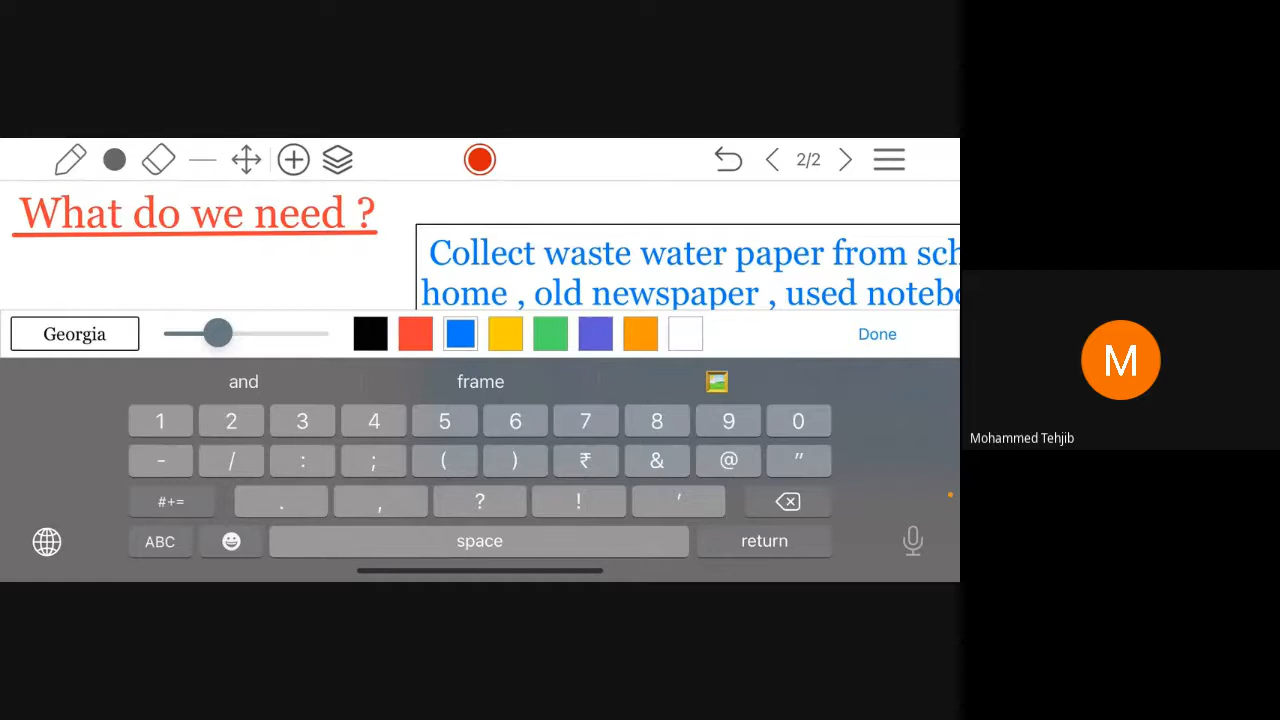 2/2
What do we need ?
Collect waste water paper from sch
home , old newspaper , used notebo
Georgia
Done
and frame
1 2 3 4 5 6 7 8 9 0
- / : ; ( ) ₹ & @ "
#+= . , ? ! '
ABC space return
M
Mohammed Tehjib